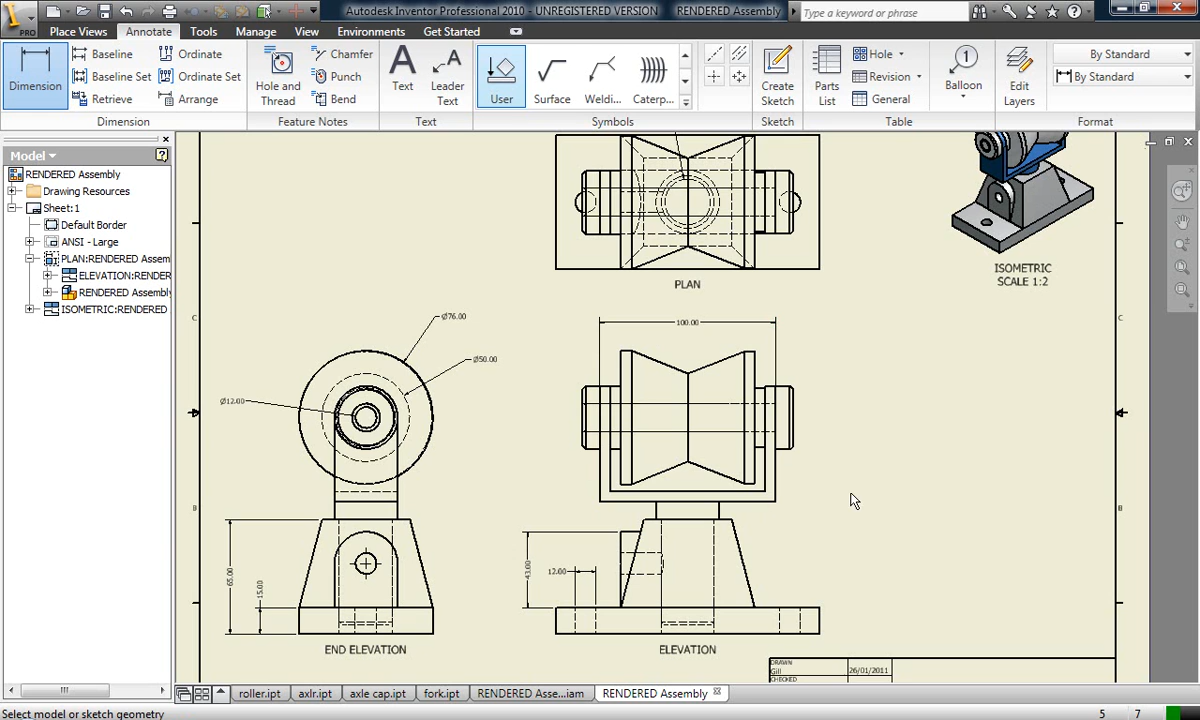 Autodesk Inventor Professional 2010 - UNREGISTERED VERSION RENDERED Assembly
Type a keyword or phrase
PRO
Place Views Annotate Tools Manage View Environments Get Started
Dimension
Baseline
Baseline Set
Retrieve
Ordinate
Ordinate Set
Arrange
Dimension
Hole and Thread
Chamfer
Punch
Bend
Feature Notes
Text
Leader Text
Text
User
Surface
Weldi...
Caterp...
Symbols
Create Sketch
Sketch
Parts List
Hole
Revision
General
Table
Balloon
1
Edit Layers
By Standard
By Standard
Format
Model
RENDERED Assembly
Drawing Resources
Sheet:1
Default Border
ANSI - Large
PLAN:RENDERED Assem
ELEVATION:RENDER
RENDERED Assembly
ISOMETRIC:RENDERED
PLAN
ISOMETRIC
SCALE 1:2
C
C
Ø76.00
Ø50.00
Ø12.00
100.00
B
B
65.00
15.00
43.00
12.00
END ELEVATION
ELEVATION
DRAWN
Gill
26/01/2011
CHECKED
roller.ipt axlr.ipt axle cap.ipt fork.ipt RENDERED Asse....iam RENDERED Assembly
Select model or sketch geometry
5 7